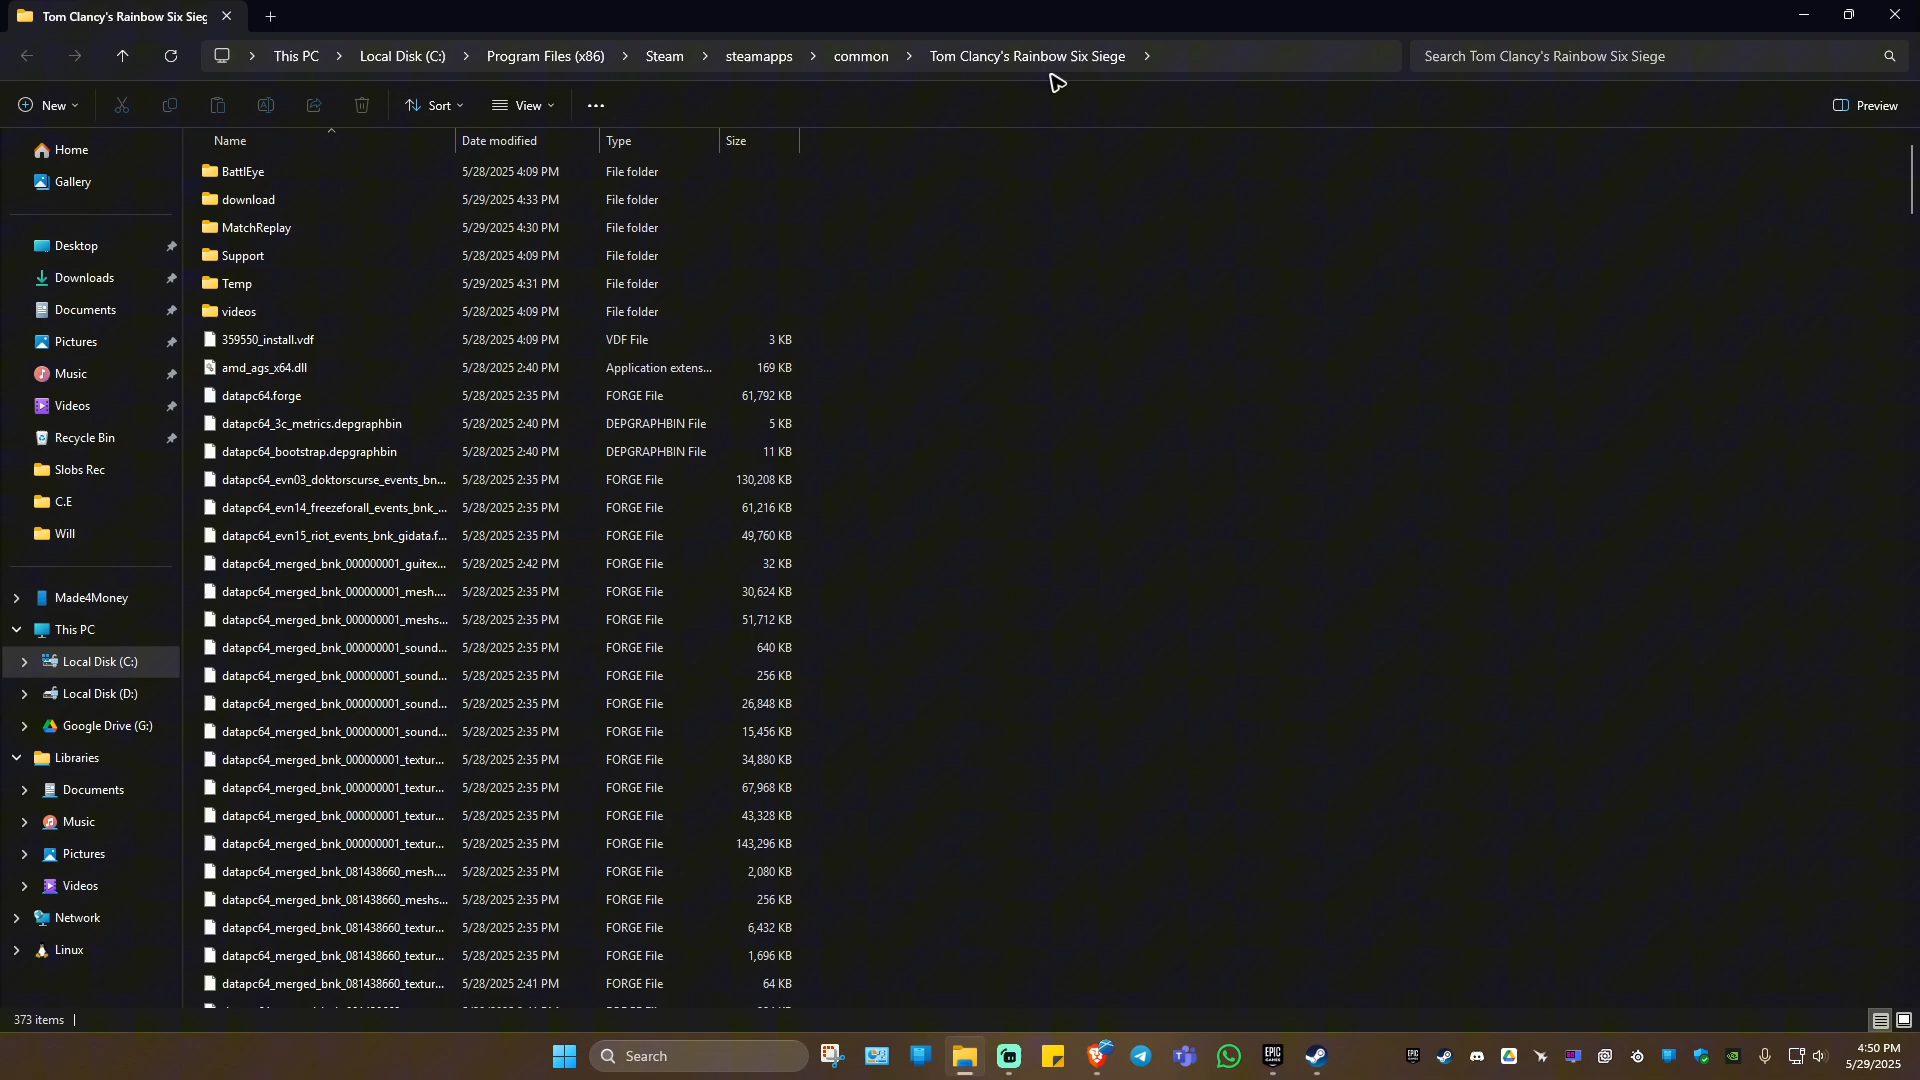 Tom Clancy's Rainbow Six Sieg
This PC > Local Disk (C:) > Program Files (x86) > Steam > steamapps > common > Tom Clancy's Rainbow Six Siege >
Search Tom Clancy's Rainbow Six Siege
New
Sort
View
Preview
Name Date modified Type Size
Home
Gallery
Desktop
Downloads
Documents
Pictures
Music
Videos
Recycle Bin
Slobs Rec
C.E
Will
Made4Money
This PC
Local Disk (C:)
Local Disk (D:)
Google Drive (G:)
Libraries
Documents
Music
Pictures
Videos
Network
Linux
BattlEye 5/28/2025 4:09 PM File folder
download 5/29/2025 4:33 PM File folder
MatchReplay 5/29/2025 4:30 PM File folder
Support 5/28/2025 4:09 PM File folder
Temp 5/29/2025 4:31 PM File folder
videos 5/28/2025 4:09 PM File folder
359550_install.vdf 5/28/2025 4:09 PM VDF File 3 KB
amd_ags_x64.dll 5/28/2025 2:40 PM Application extens... 169 KB
datapc64.forge 5/28/2025 2:35 PM FORGE File 61,792 KB
datapc64_3c_metrics.depgraphbin 5/28/2025 2:40 PM DEPGRAPHBIN File 5 KB
datapc64_bootstrap.depgraphbin 5/28/2025 2:40 PM DEPGRAPHBIN File 11 KB
datapc64_evn03_doktorscurse_events_bn... 5/28/2025 2:35 PM FORGE File 130,208 KB
datapc64_evn14_freezeforall_events_bnk_... 5/28/2025 2:35 PM FORGE File 61,216 KB
datapc64_evn15_riot_events_bnk_gidata.f... 5/28/2025 2:35 PM FORGE File 49,760 KB
datapc64_merged_bnk_000000001_guitex... 5/28/2025 2:42 PM FORGE File 32 KB
datapc64_merged_bnk_000000001_mesh.... 5/28/2025 2:35 PM FORGE File 30,624 KB
datapc64_merged_bnk_000000001_meshs... 5/28/2025 2:35 PM FORGE File 51,712 KB
datapc64_merged_bnk_000000001_sound... 5/28/2025 2:35 PM FORGE File 640 KB
datapc64_merged_bnk_000000001_sound... 5/28/2025 2:35 PM FORGE File 256 KB
datapc64_merged_bnk_000000001_sound... 5/28/2025 2:35 PM FORGE File 26,848 KB
datapc64_merged_bnk_000000001_sound... 5/28/2025 2:35 PM FORGE File 15,456 KB
datapc64_merged_bnk_000000001_textur... 5/28/2025 2:35 PM FORGE File 34,880 KB
datapc64_merged_bnk_000000001_textur... 5/28/2025 2:35 PM FORGE File 67,968 KB
datapc64_merged_bnk_000000001_textur... 5/28/2025 2:35 PM FORGE File 43,328 KB
datapc64_merged_bnk_000000001_textur... 5/28/2025 2:35 PM FORGE File 143,296 KB
datapc64_merged_bnk_081438660_mesh.... 5/28/2025 2:35 PM FORGE File 2,080 KB
datapc64_merged_bnk_081438660_meshs... 5/28/2025 2:35 PM FORGE File 256 KB
datapc64_merged_bnk_081438660_textur... 5/28/2025 2:35 PM FORGE File 6,432 KB
datapc64_merged_bnk_081438660_textur... 5/28/2025 2:35 PM FORGE File 1,696 KB
datapc64_merged_bnk_081438660_textur... 5/28/2025 2:41 PM FORGE File 64 KB
373 items
Search
4:50 PM
5/29/2025